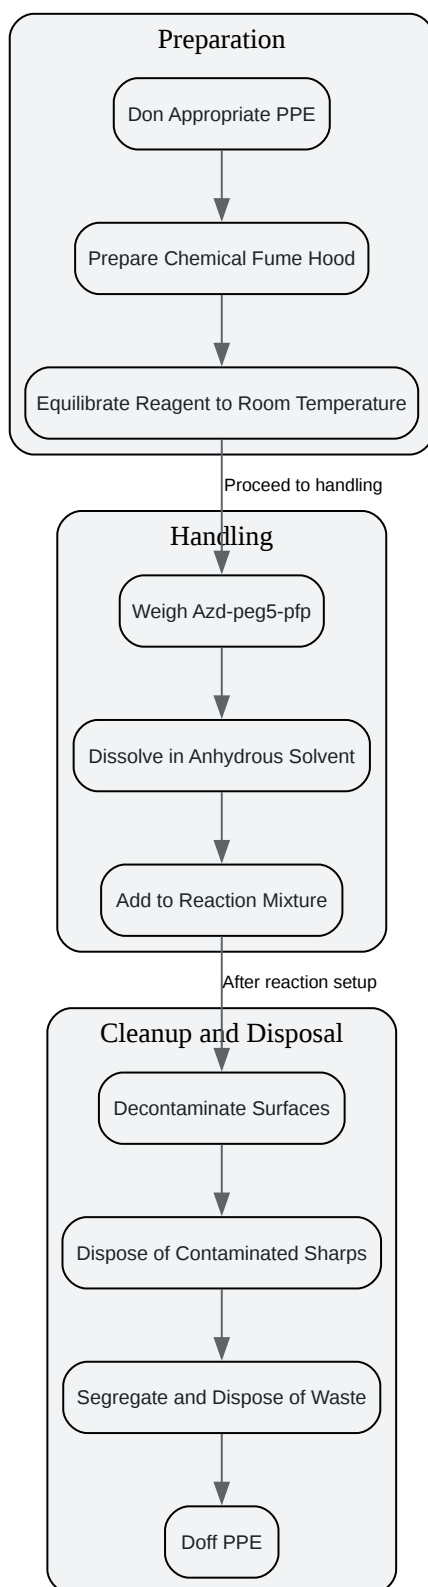 Preparation
Don Appropriate PPE
Prepare Chemical Fume Hood
Equilibrate Reagent to Room Temperature
Proceed to handling
Handling
Weigh Azd-peg5-pfp
Dissolve in Anhydrous Solvent
Add to Reaction Mixture
After reaction setup
Cleanup and Disposal
Decontaminate Surfaces
Dispose of Contaminated Sharps
Segregate and Dispose of Waste
Doff PPE